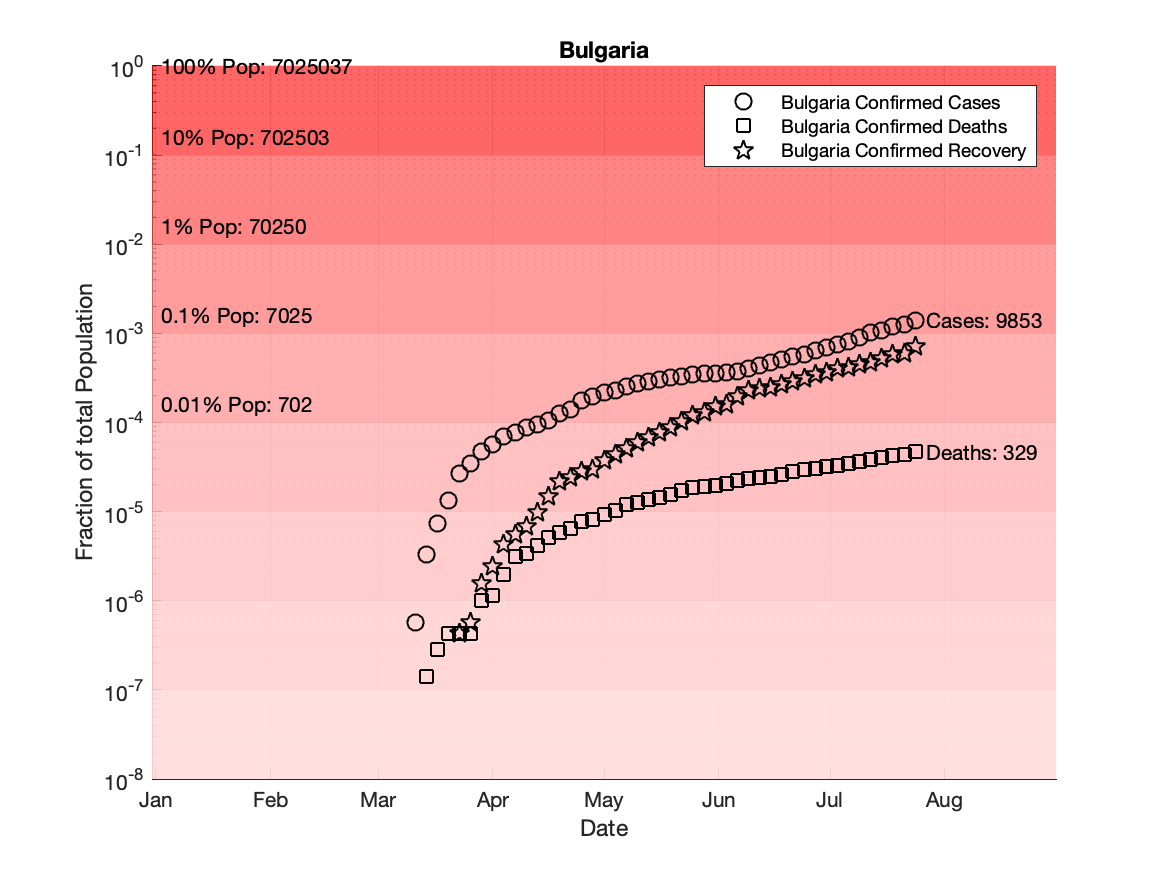 Bulgaria
10^0
100% Pop: 7025037
Bulgaria Confirmed Cases
Bulgaria Confirmed Deaths
Bulgaria Confirmed Recovery
10% Pop: 702503
10^-1
1% Pop: 70250
10^-2
0.1% Pop: 7025
10^-3
Cases: 9853
0.01% Pop: 702
10^-4
Deaths: 329
10^-5
10^-6
10^-7
10^-8
Fraction of total Population
Jan Feb Mar Apr May Jun Jul Aug
Date